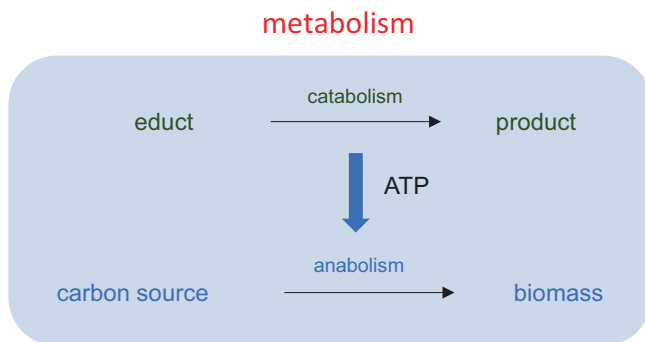 metabolism
catabolism
educt product
ATP
anabolism
carbon source biomass